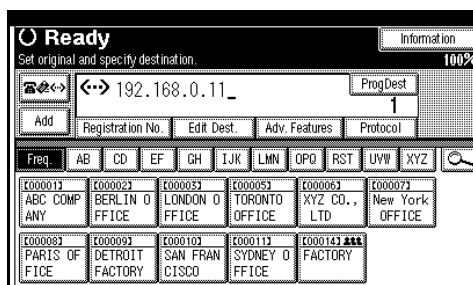 Ready
Information
Set original and specify destination.
100%
192.168.0.11_
ProgDest
1
Add
Registration No.
Edit Dest.
Adv. Features
Protocol
Freq.
AB
CD
EF
GH
IJK
LMN
OPQ
RST
UVW
XYZ
[00001]
[00002]
[00003]
[00005]
[00006]
[00007]
ABC COMP
BERLIN O
LONDON O
TORONTO
XYZ CO.,
New York
ANY
FFICE
FFICE
OFFICE
LTD
OFFICE
[00008]
[00009]
[00010]
[00011]
[00014]
PARIS OF
DETROIT
SAN FRAN
SYDNEY O
FACTORY
FICE
FACTORY
CISCO
FFICE